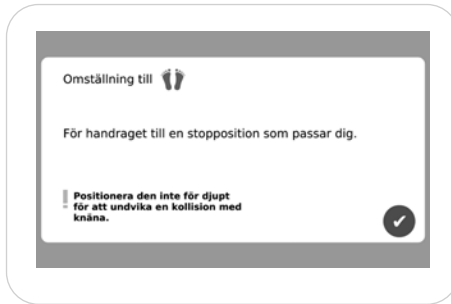 Omställning till
För handraget till en stopposition som passar dig.
Positionera den inte för djupt
för att undvika en kollision med
knäna.